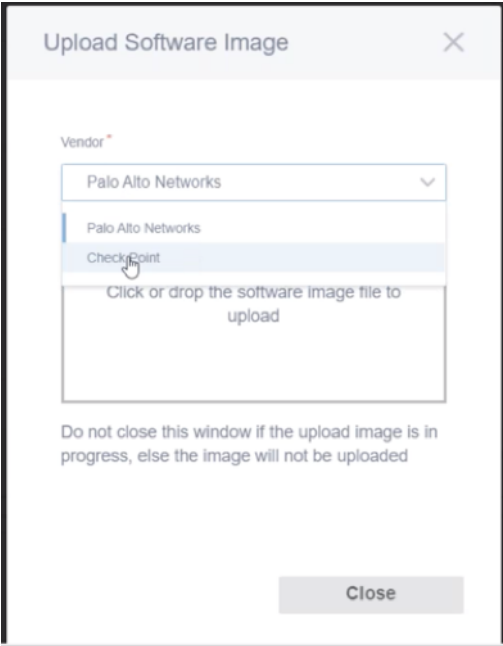 Upload Software Image
Vendor *
Palo Alto Networks
Palo Alto Networks
Check Point
Click or drop the software image file to
upload
Do not close this window if the upload image is in
progress, else the image will not be uploaded
Close